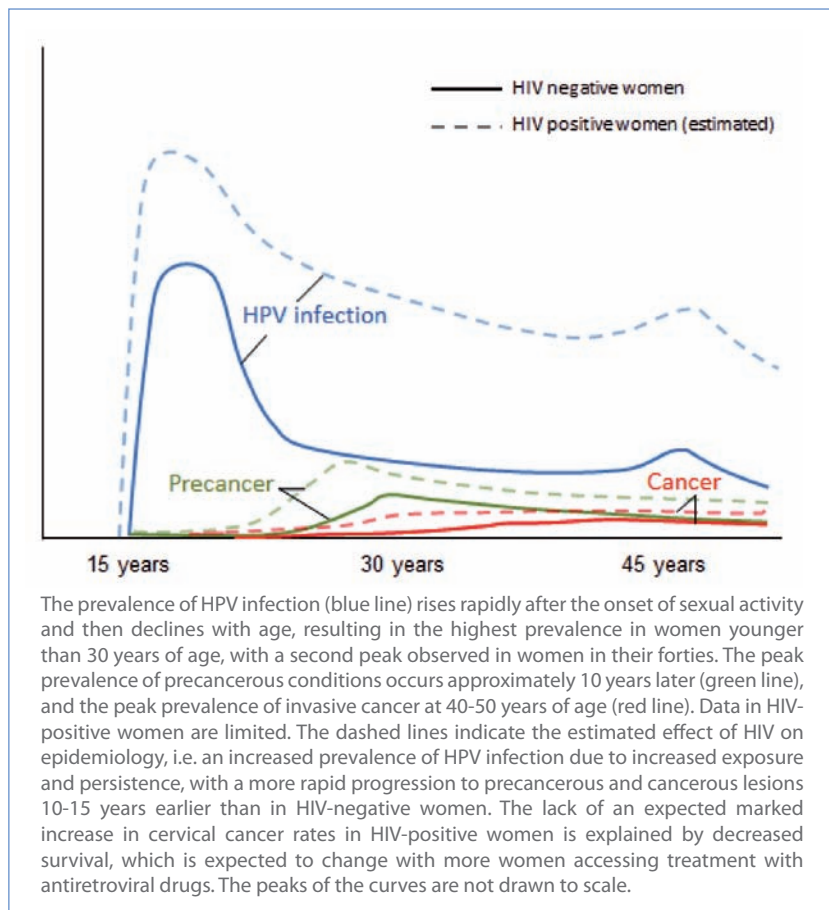 HIV negative women
HIV positive women (estimated)
HPV infection
Precancer
Cancer
15 years
30 years
45 years
The prevalence of HPV infection (blue line) rises rapidly after the onset of sexual activity
and then declines with age, resulting in the highest prevalence in women younger
than 30 years of age, with a second peak observed in women in their forties. The peak
prevalence of precancerous conditions occurs approximately 10 years later (green line),
and the peak prevalence of invasive cancer at 40-50 years of age (red line). Data in HIV-
positive women are limited. The dashed lines indicate the estimated effect of HIV on
epidemiology, i.e. an increased prevalence of HPV infection due to increased exposure
and persistence, with a more rapid progression to precancerous and cancerous lesions
10-15 years earlier than in HIV-negative women. The lack of an expected marked
increase in cervical cancer rates in HIV-positive women is explained by decreased
survival, which is expected to change with more women accessing treatment with
antiretroviral drugs. The peaks of the curves are not drawn to scale.